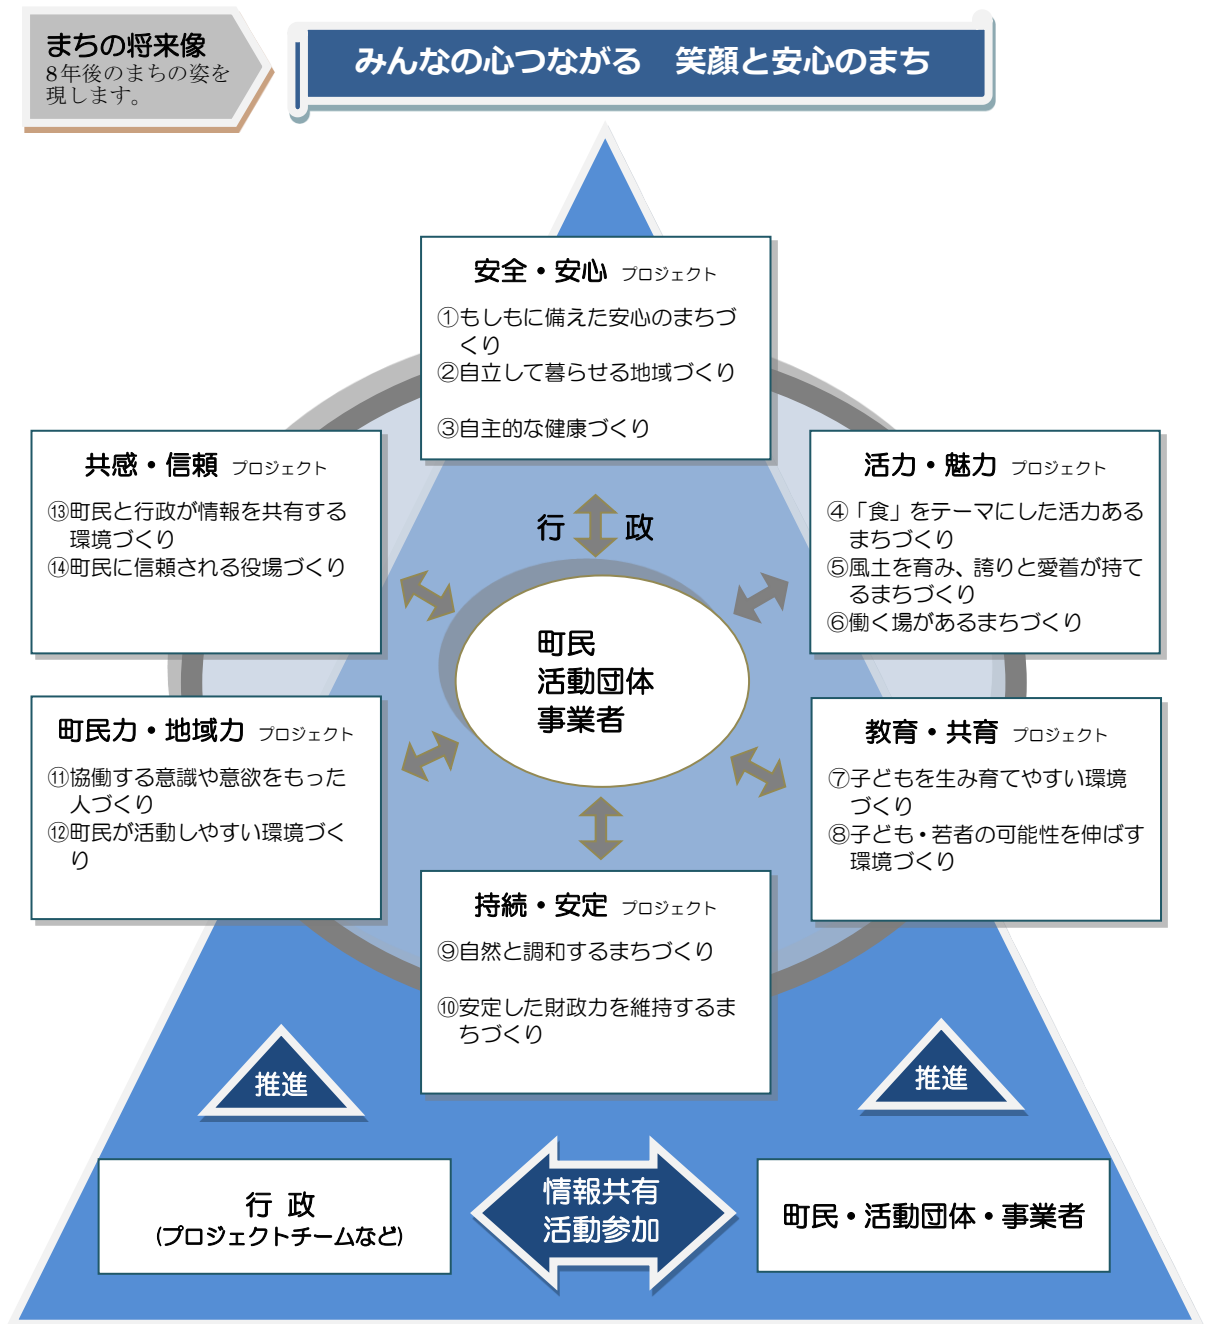 まちの将来像
8年後のまちの姿を
現します。
みんなの心つながる　笑顔と安心のまち
安全・安心 プロジェクト
①もしもに備えた安心のまちづ
くり
②自立して暮らせる地域づくり
③自主的な健康づくり
共感・信頼 プロジェクト
⑬町民と行政が情報を共有する
環境づくり
⑭町民に信頼される役場づくり
活力・魅力 プロジェクト
④「食」をテーマにした活力ある
まちづくり
⑤風土を育み、誇りと愛着が持て
るまちづくり
⑥働く場があるまちづくり
行 政
町民
活動団体
事業者
町民力・地域力 プロジェクト
⑪協働する意識や意欲をもった
人づくり
⑫町民が活動しやすい環境づく
り
教育・共育 プロジェクト
⑦子どもを生み育てやすい環境
づくり
⑧子ども・若者の可能性を伸ばす
環境づくり
持続・安定 プロジェクト
⑨自然と調和するまちづくり
⑩安定した財政力を維持するま
ちづくり
推進
推進
行 政
(プロジェクトチームなど)
情報共有
活動参加
町民・活動団体・事業者